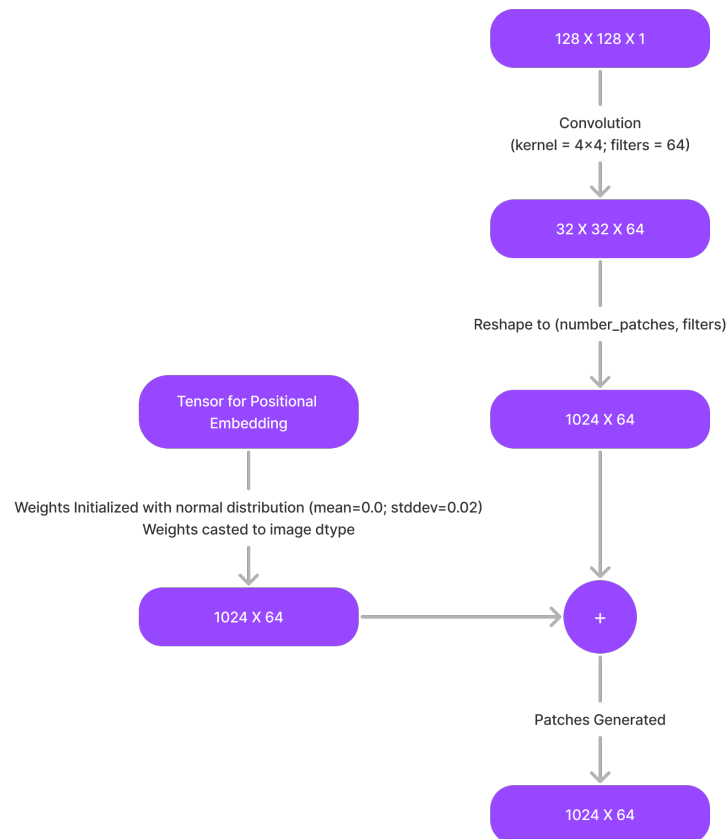 128 X 128 X 1
Convolution
(kernel = 4×4; filters = 64)
32 X 32 X 64
Reshape to (number_patches, filters)
Tensor for Positional
Embedding
1024 X 64
Weights Initialized with normal distribution (mean=0.0; stddev=0.02)
Weights casted to image dtype
1024 X 64
+
Patches Generated
1024 X 64